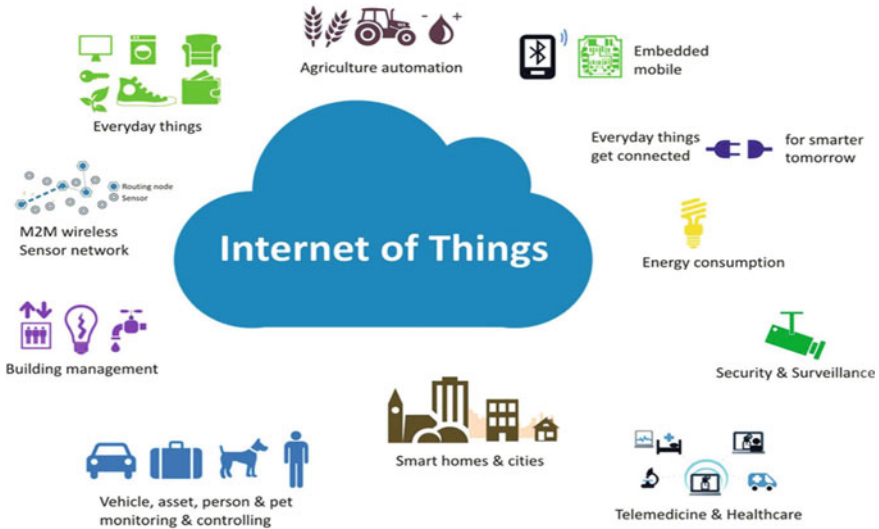 Agriculture automation
Embedded
mobile
Everyday things
Everyday things
get connected
for smarter
tomorrow
Routing node
Sensor
M2M wireless
Sensor network
Internet of Things
Energy consumption
Building management
Security & Surveillance
Smart homes & cities
Vehicle, asset, person & pet
monitoring & controlling
Telemedicine & Healthcare